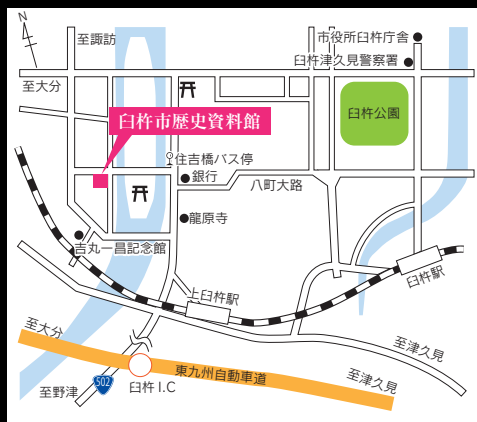 N
至諏訪
市役所臼杵庁舎
臼杵津久見警察署
至大分
臼杵公園
臼杵市歴史資料館
住吉橋バス停
銀行
八町大路
龍原寺
吉丸一昌記念館
臼杵駅
上臼杵駅
至大分
至津久見
東九州自動車道
至津久見
502
臼杵 I.C
至野津